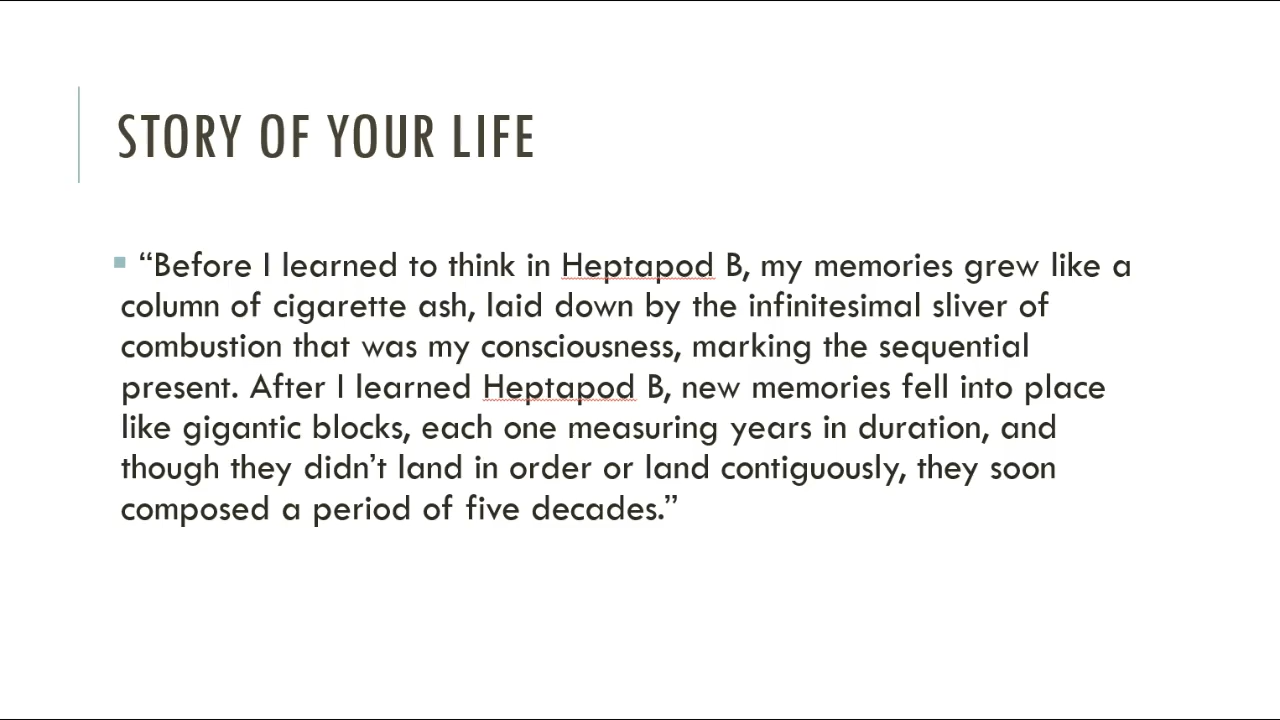 STORY OF YOUR LIFE
“Before I learned to think in Heptapod B, my memories grew like a
column of cigarette ash, laid down by the infinitesimal sliver of
combustion that was my consciousness, marking the sequential
present. After I learned Heptapod B, new memories fell into place
like gigantic blocks, each one measuring years in duration, and
though they didn’t land in order or land contiguously, they soon
composed a period of five decades.”